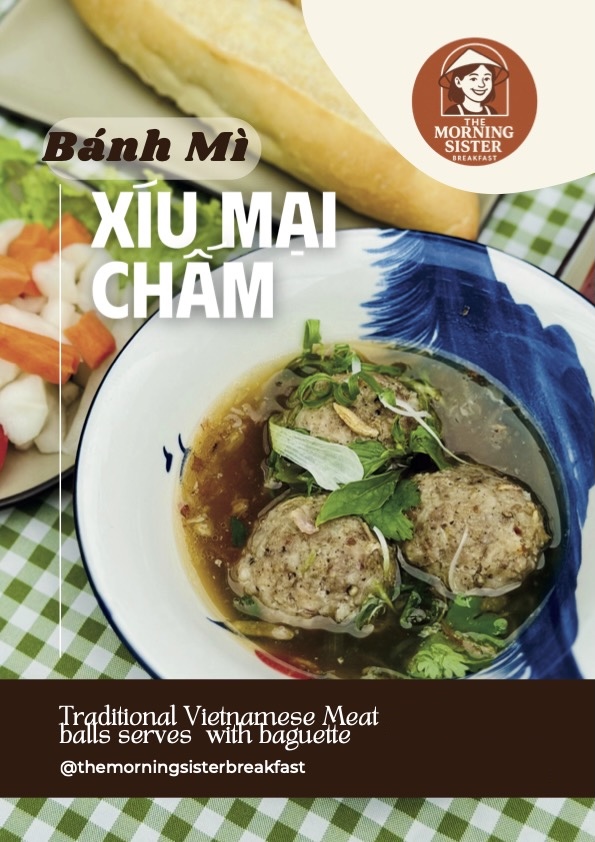 THE
MORNING
SISTER
BREAKFAST
Bánh Mì
XÍU MẠI
CHẤM
Traditional Vietnamese Meat
balls serves with baguette
@themorningsisterbreakfast